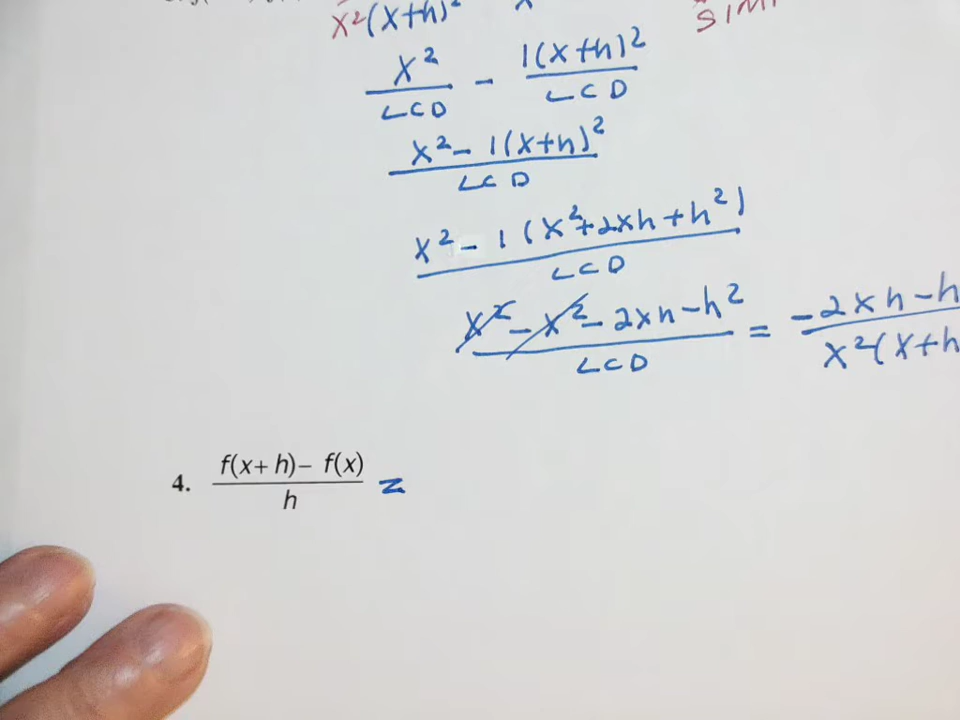 x²(x+h)²
SIMP
x² / LCD - 1(x+h)² / LCD
x² - 1(x+h)² / LCD
x² - 1(x²+2xh+h²) / LCD
x² - x² - 2xh - h² / LCD = -2xh-h / x²(x+h
4. f(x+h)- f(x) / h =